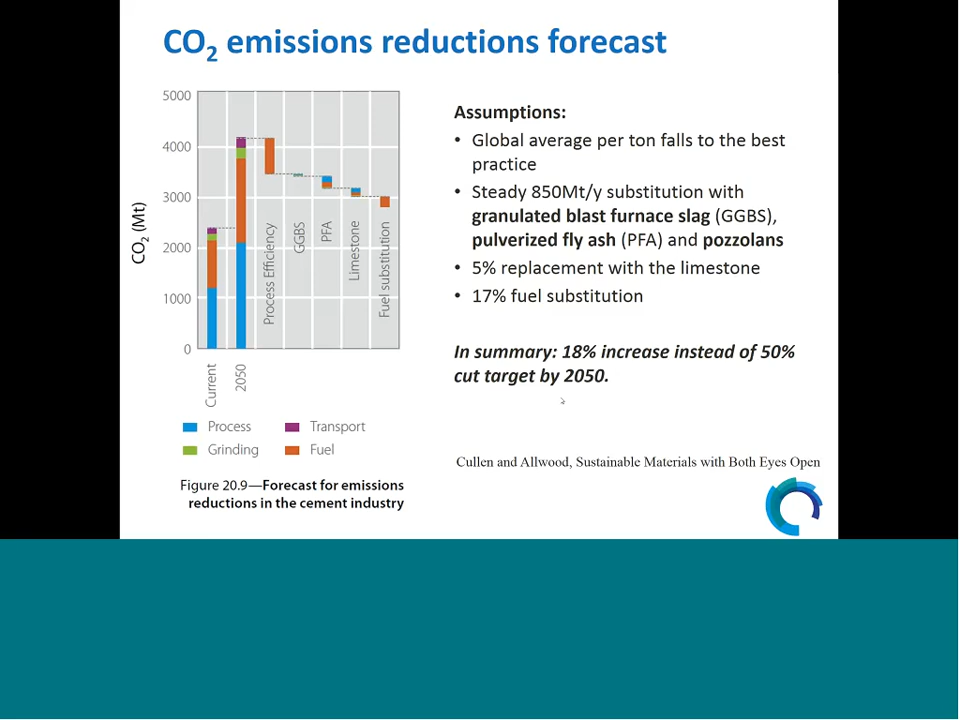 CO2 emissions reductions forecast
5000
4000
3000
2000
1000
0
CO2 (Mt)
Process Efficiency
GGBS
PFA
Limestone
Fuel substitution
Current
2050
Process
Transport
Grinding
Fuel
Figure 20.9—Forecast for emissions
reductions in the cement industry
Assumptions:
• Global average per ton falls to the best
practice
• Steady 850Mt/y substitution with
granulated blast furnace slag (GGBS),
pulverized fly ash (PFA) and pozzolans
• 5% replacement with the limestone
• 17% fuel substitution
In summary: 18% increase instead of 50%
cut target by 2050.
Cullen and Allwood, Sustainable Materials with Both Eyes Open